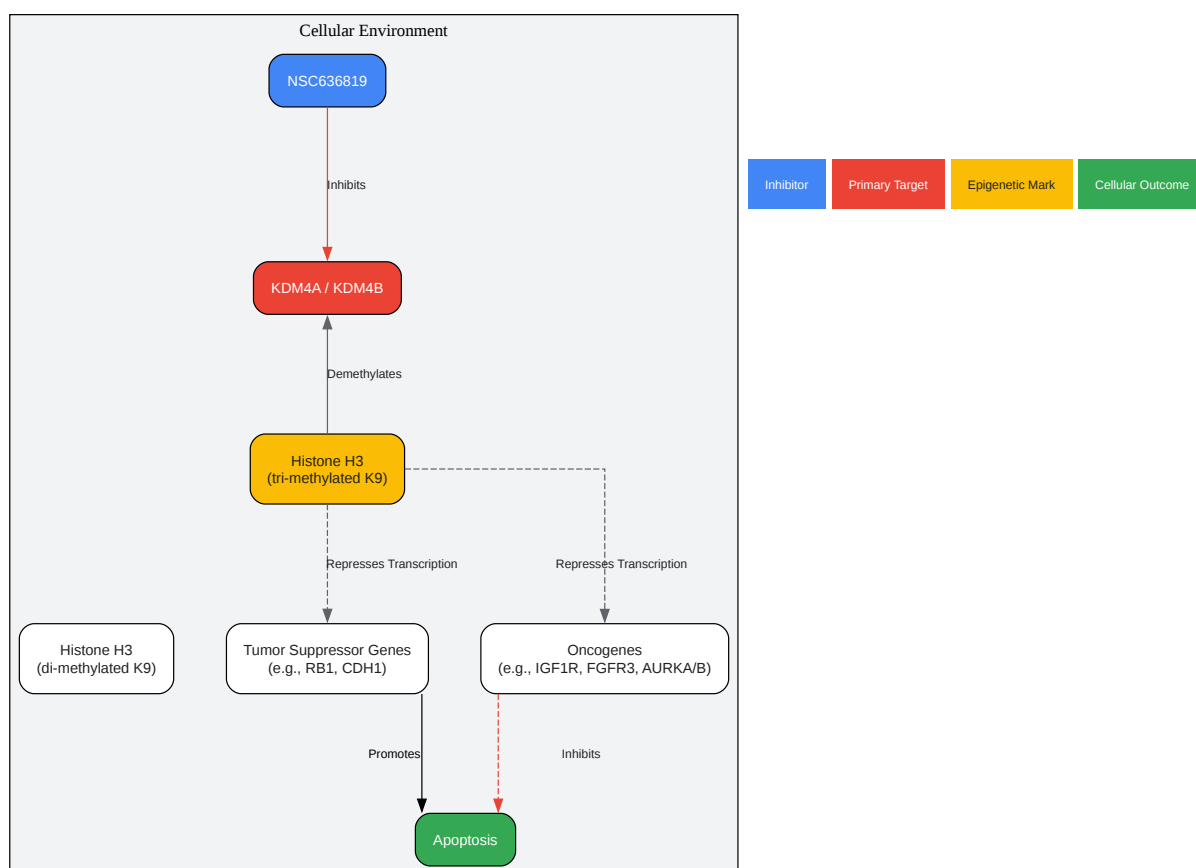 Cellular Environment
NSC636819
Inhibitor
Primary Target
Epigenetic Mark
Cellular Outcome
Inhibits
KDM4A / KDM4B
Demethylates
Histone H3
(tri-methylated K9)
Represses Transcription
Represses Transcription
Histone H3
(di-methylated K9)
Tumor Suppressor Genes
(e.g., RB1, CDH1)
Oncogenes
(e.g., IGF1R, FGFR3, AURKA/B)
Promotes
Inhibits
Apoptosis